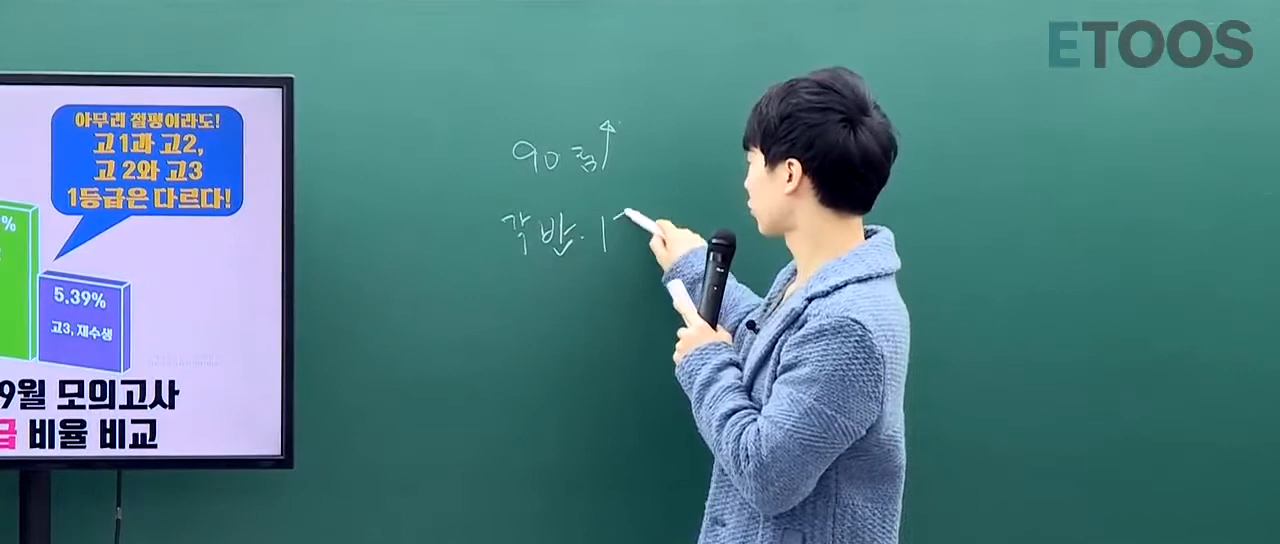 ETOOS
아무리 절평이라도!
고1과 고2,
고 2와 고3
1등급은 다르다!
%
5.39%
고3, 재수생
9월 모의고사
급 비율 비교
90점
각 반. 1